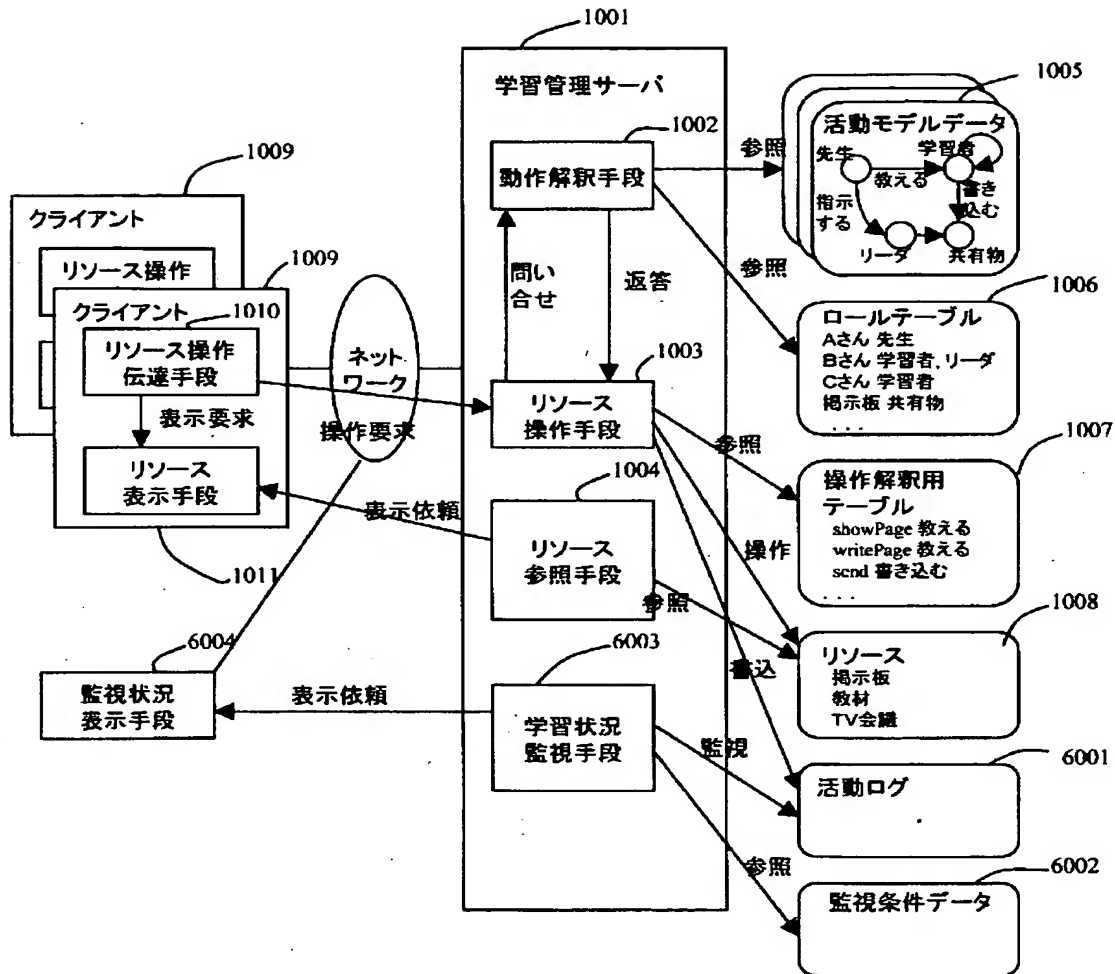 1001
学習管理サーバ
1002
動作解釈手段
問い
合せ
返答
1003
リソース
操作手段
1004
リソース
参照手段
6003
学習状況
監視手段
1009
クライアント
リソース操作
1009
クライアント
1010
リソース操作
伝達手段
表示要求
リソース
表示手段
1011
ネット
ワーク
操作要求
表示依頼
6004
監視状況
表示手段
表示依頼
参照
参照
参照
操作
参照
書込
監視
参照
1005
活動モデルデータ
先生
学習者
教える
書き
込む
指示
する
リーダ
共有物
1006
ロールテーブル
Aさん 先生
Bさん 学習者, リーダ
Cさん 学習者
掲示板 共有物
. . .
1007
操作解釈用
テーブル
showPage 教える
writePage 教える
send 書き込む
. . .
1008
リソース
掲示板
教材
TV会議
6001
活動ログ
6002
監視条件データ